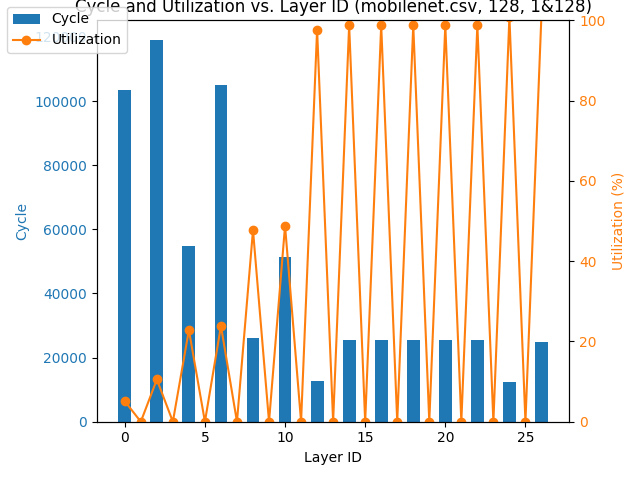 Cycle and Utilization vs. Layer ID (mobilenet.csv, 128, 1&128)
Cycle
Utilization
120000
100000
80000
60000
40000
20000
0
Cycle
100
80
60
40
20
0
Utilization (%)
0 5 10 15 20 25
Layer ID